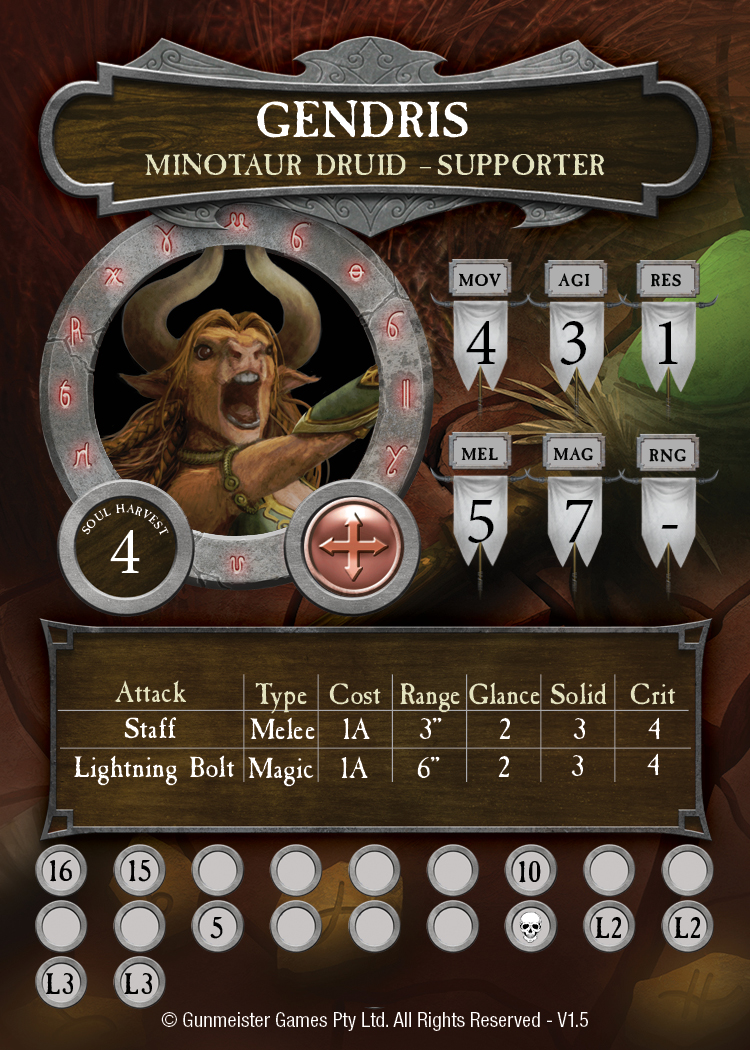 GENDRIS
MINOTAUR DRUID – SUPPORTER
MOV AGI RES
4 3 1
MEL MAG RNG
5 7 -
SOUL HARVEST
4
Attack Type Cost Range Glance Solid Crit
Staff Melee 1A 3” 2 3 4
Lightning Bolt Magic 1A 6” 2 3 4
16 15 10
5 L2 L2
L3 L3
© Gunmeister Games Pty Ltd. All Rights Reserved - V1.5